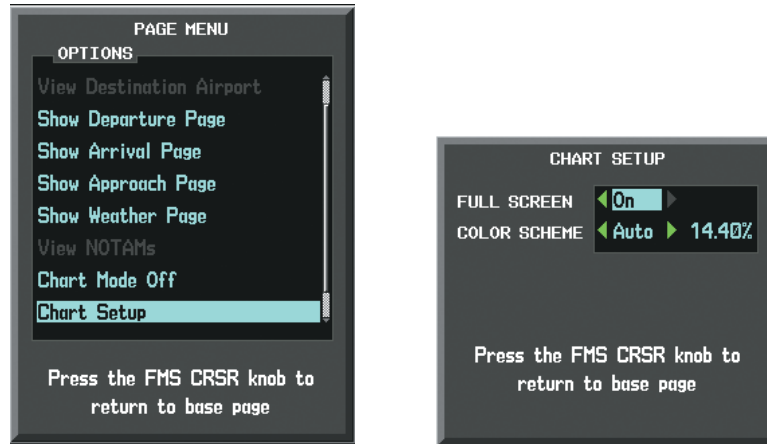 PAGE MENU
OPTIONS
View Destination Airport
Show Departure Page
Show Arrival Page
Show Approach Page
Show Weather Page
View NOTAMs
Chart Mode Off
Chart Setup
Press the FMS CRSR knob to
return to base page
CHART SETUP
FULL SCREEN On
COLOR SCHEME Auto 14.40%
Press the FMS CRSR knob to
return to base page